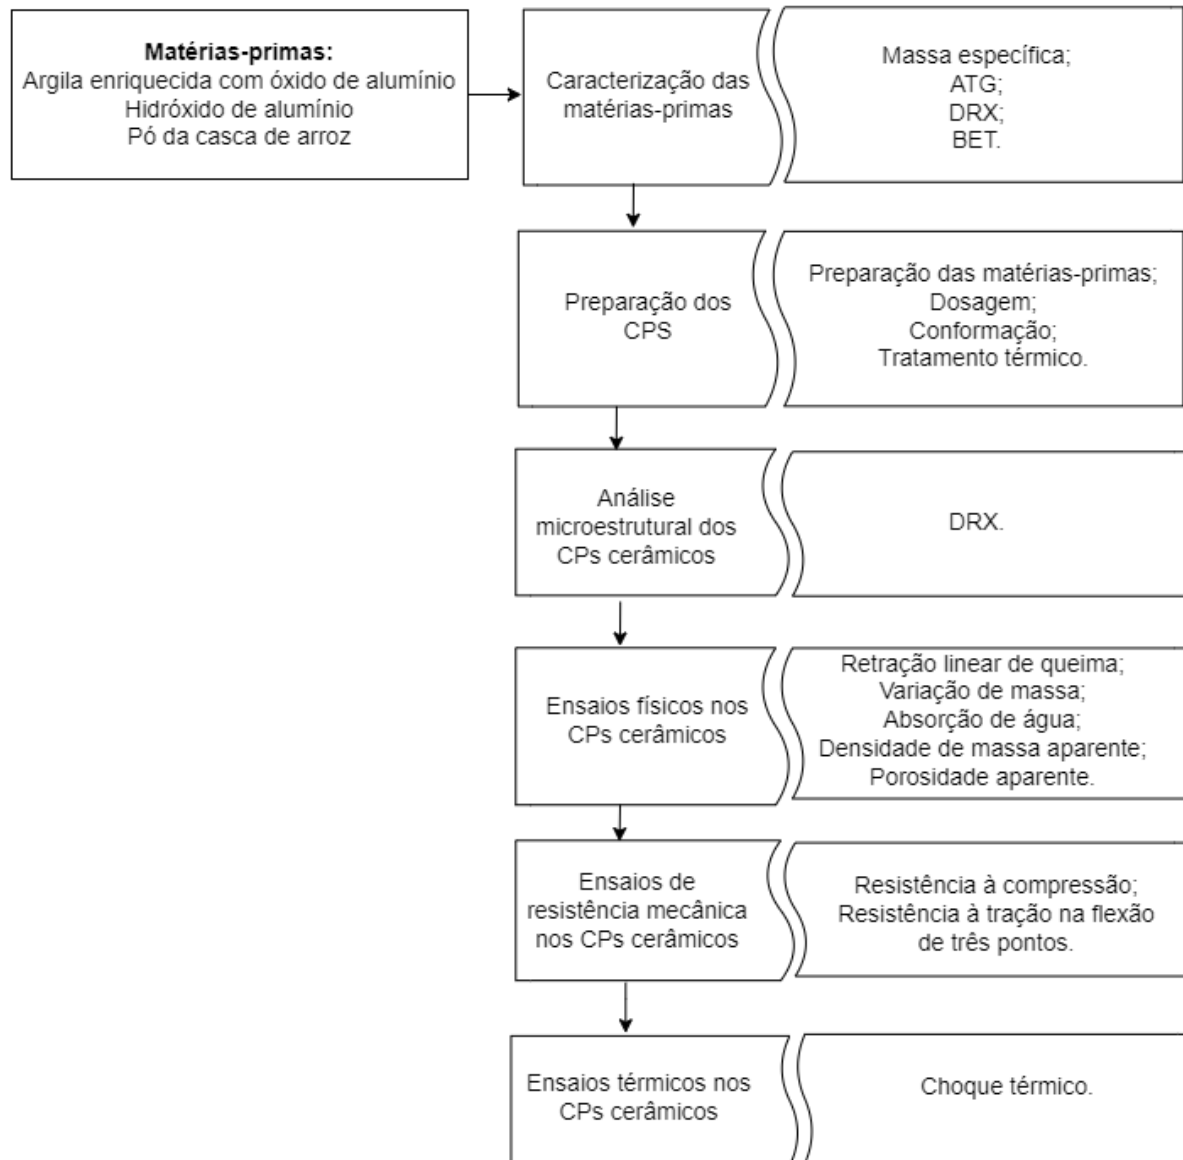 Matérias-primas:
Argila enriquecida com óxido de alumínio
Hidróxido de alumínio
Pó da casca de arroz
Caracterização das
matérias-primas
Massa específica;
ATG;
DRX;
BET.
Preparação dos
CPS
Preparação das matérias-primas;
Dosagem;
Conformação;
Tratamento térmico.
Análise
microestrutural dos
CPs cerâmicos
DRX.
Ensaios físicos nos
CPs cerâmicos
Retração linear de queima;
Variação de massa;
Absorção de água;
Densidade de massa aparente;
Porosidade aparente.
Ensaios de
resistência mecânica
nos CPs cerâmicos
Resistência à compressão;
Resistência à tração na flexão
de três pontos.
Ensaios térmicos nos
CPs cerâmicos
Choque térmico.